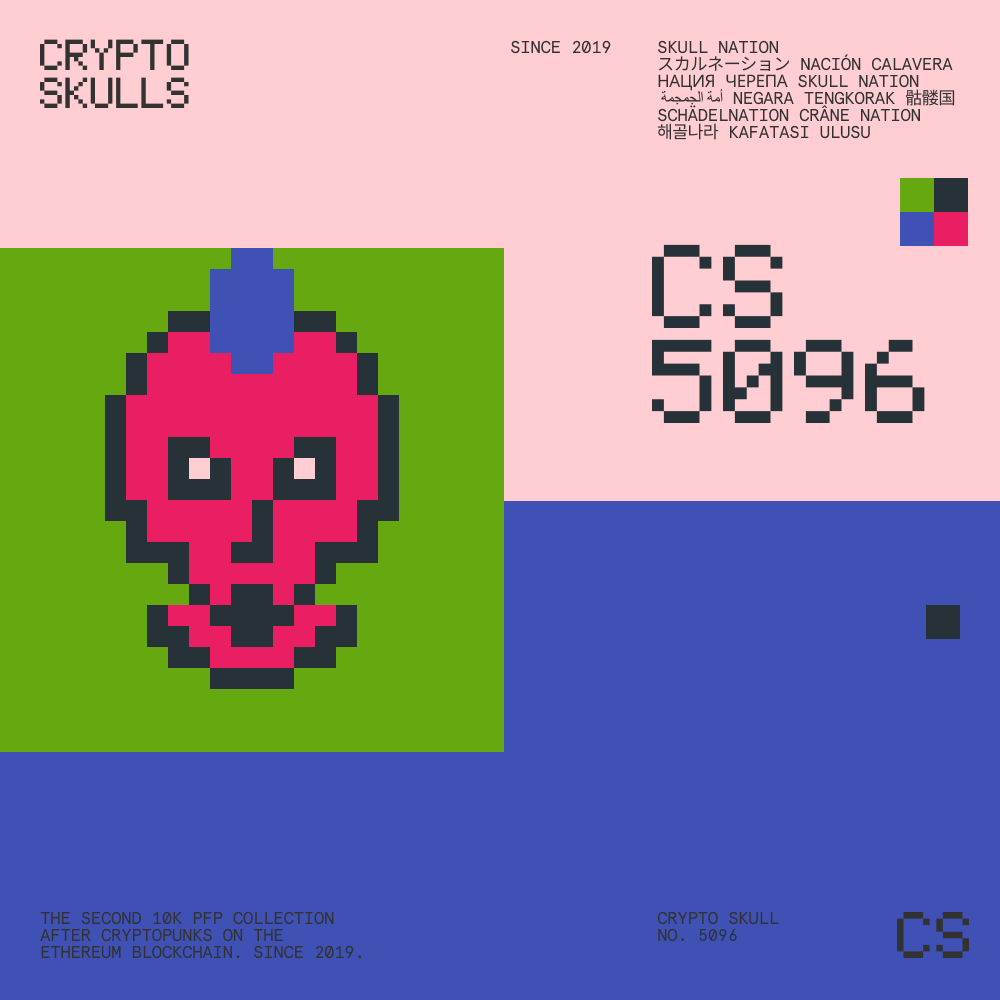 CRYPTO
SKULLS
SINCE 2019
SKULL NATION
スカルネーション NACIÓN CALAVERA
НАЦИЯ ЧЕРЕПА SKULL NATION
أمة الجمجمة NEGARA TENGKORAK 骷髅国
SCHÄDELNATION CRÂNE NATION
해골나라 KAFATASI ULUSU
CS
5096
THE SECOND 10K PFP COLLECTION
AFTER CRYPTOPUNKS ON THE
ETHEREUM BLOCKCHAIN. SINCE 2019.
CRYPTO SKULL
NO. 5096
CS